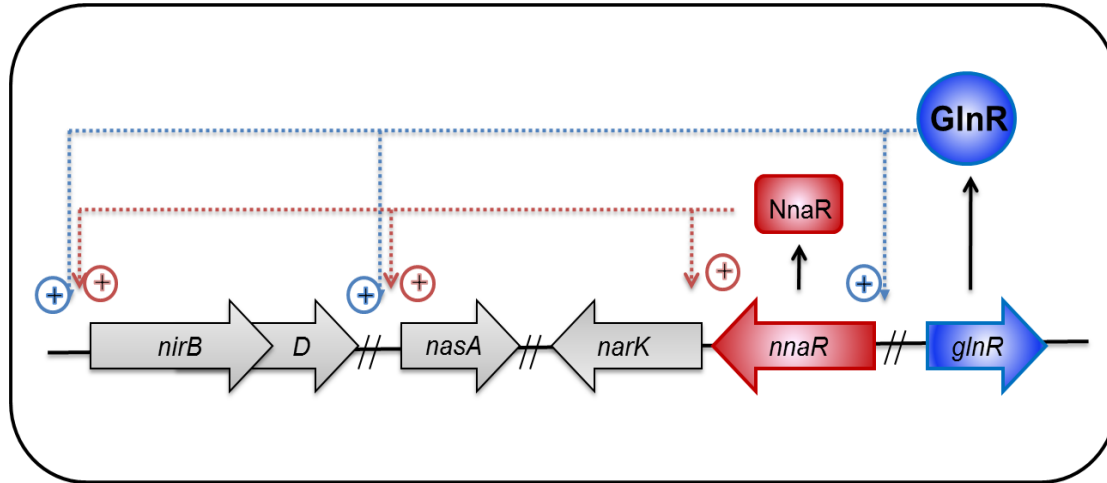 GlnR
NnaR
+ + + + + +
nirB D // nasA // narK nnaR // glnR